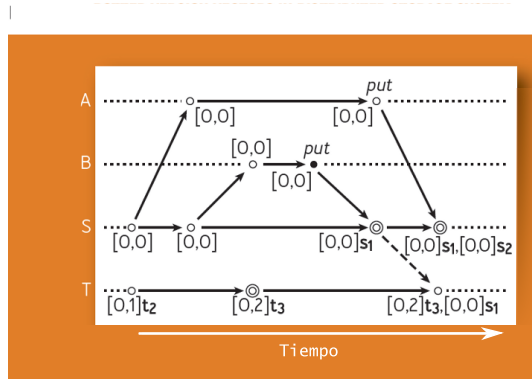 put
A
[0,0] [0,0]
[0,0] put
B
[0,0]
S
[0,0] [0,0] [0,0]s1 [0,0]s1,[0,0]s2
T
[0,1]t2 [0,2]t3 [0,2]t3,[0,0]s1
Tiempo